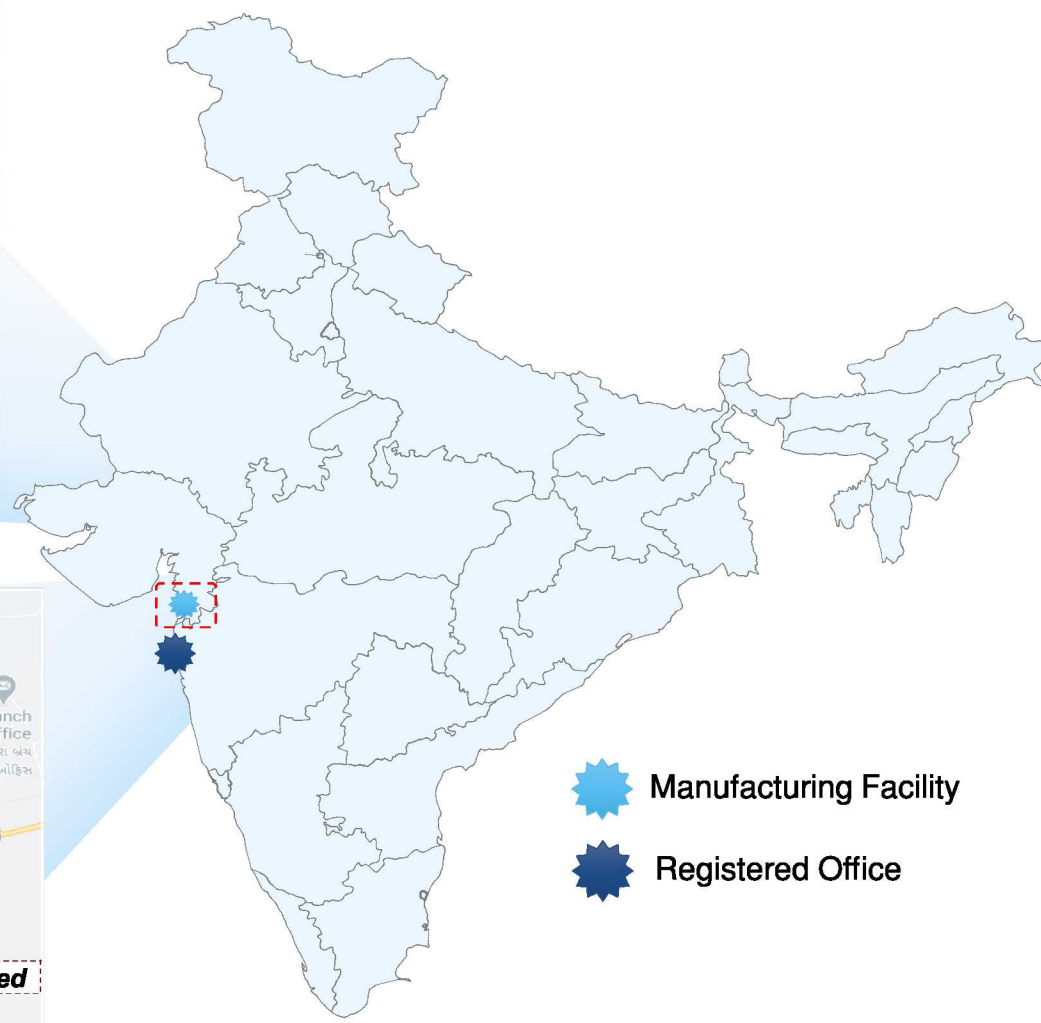 Manufacturing Facility
Registered Office
nch
ffice
ed